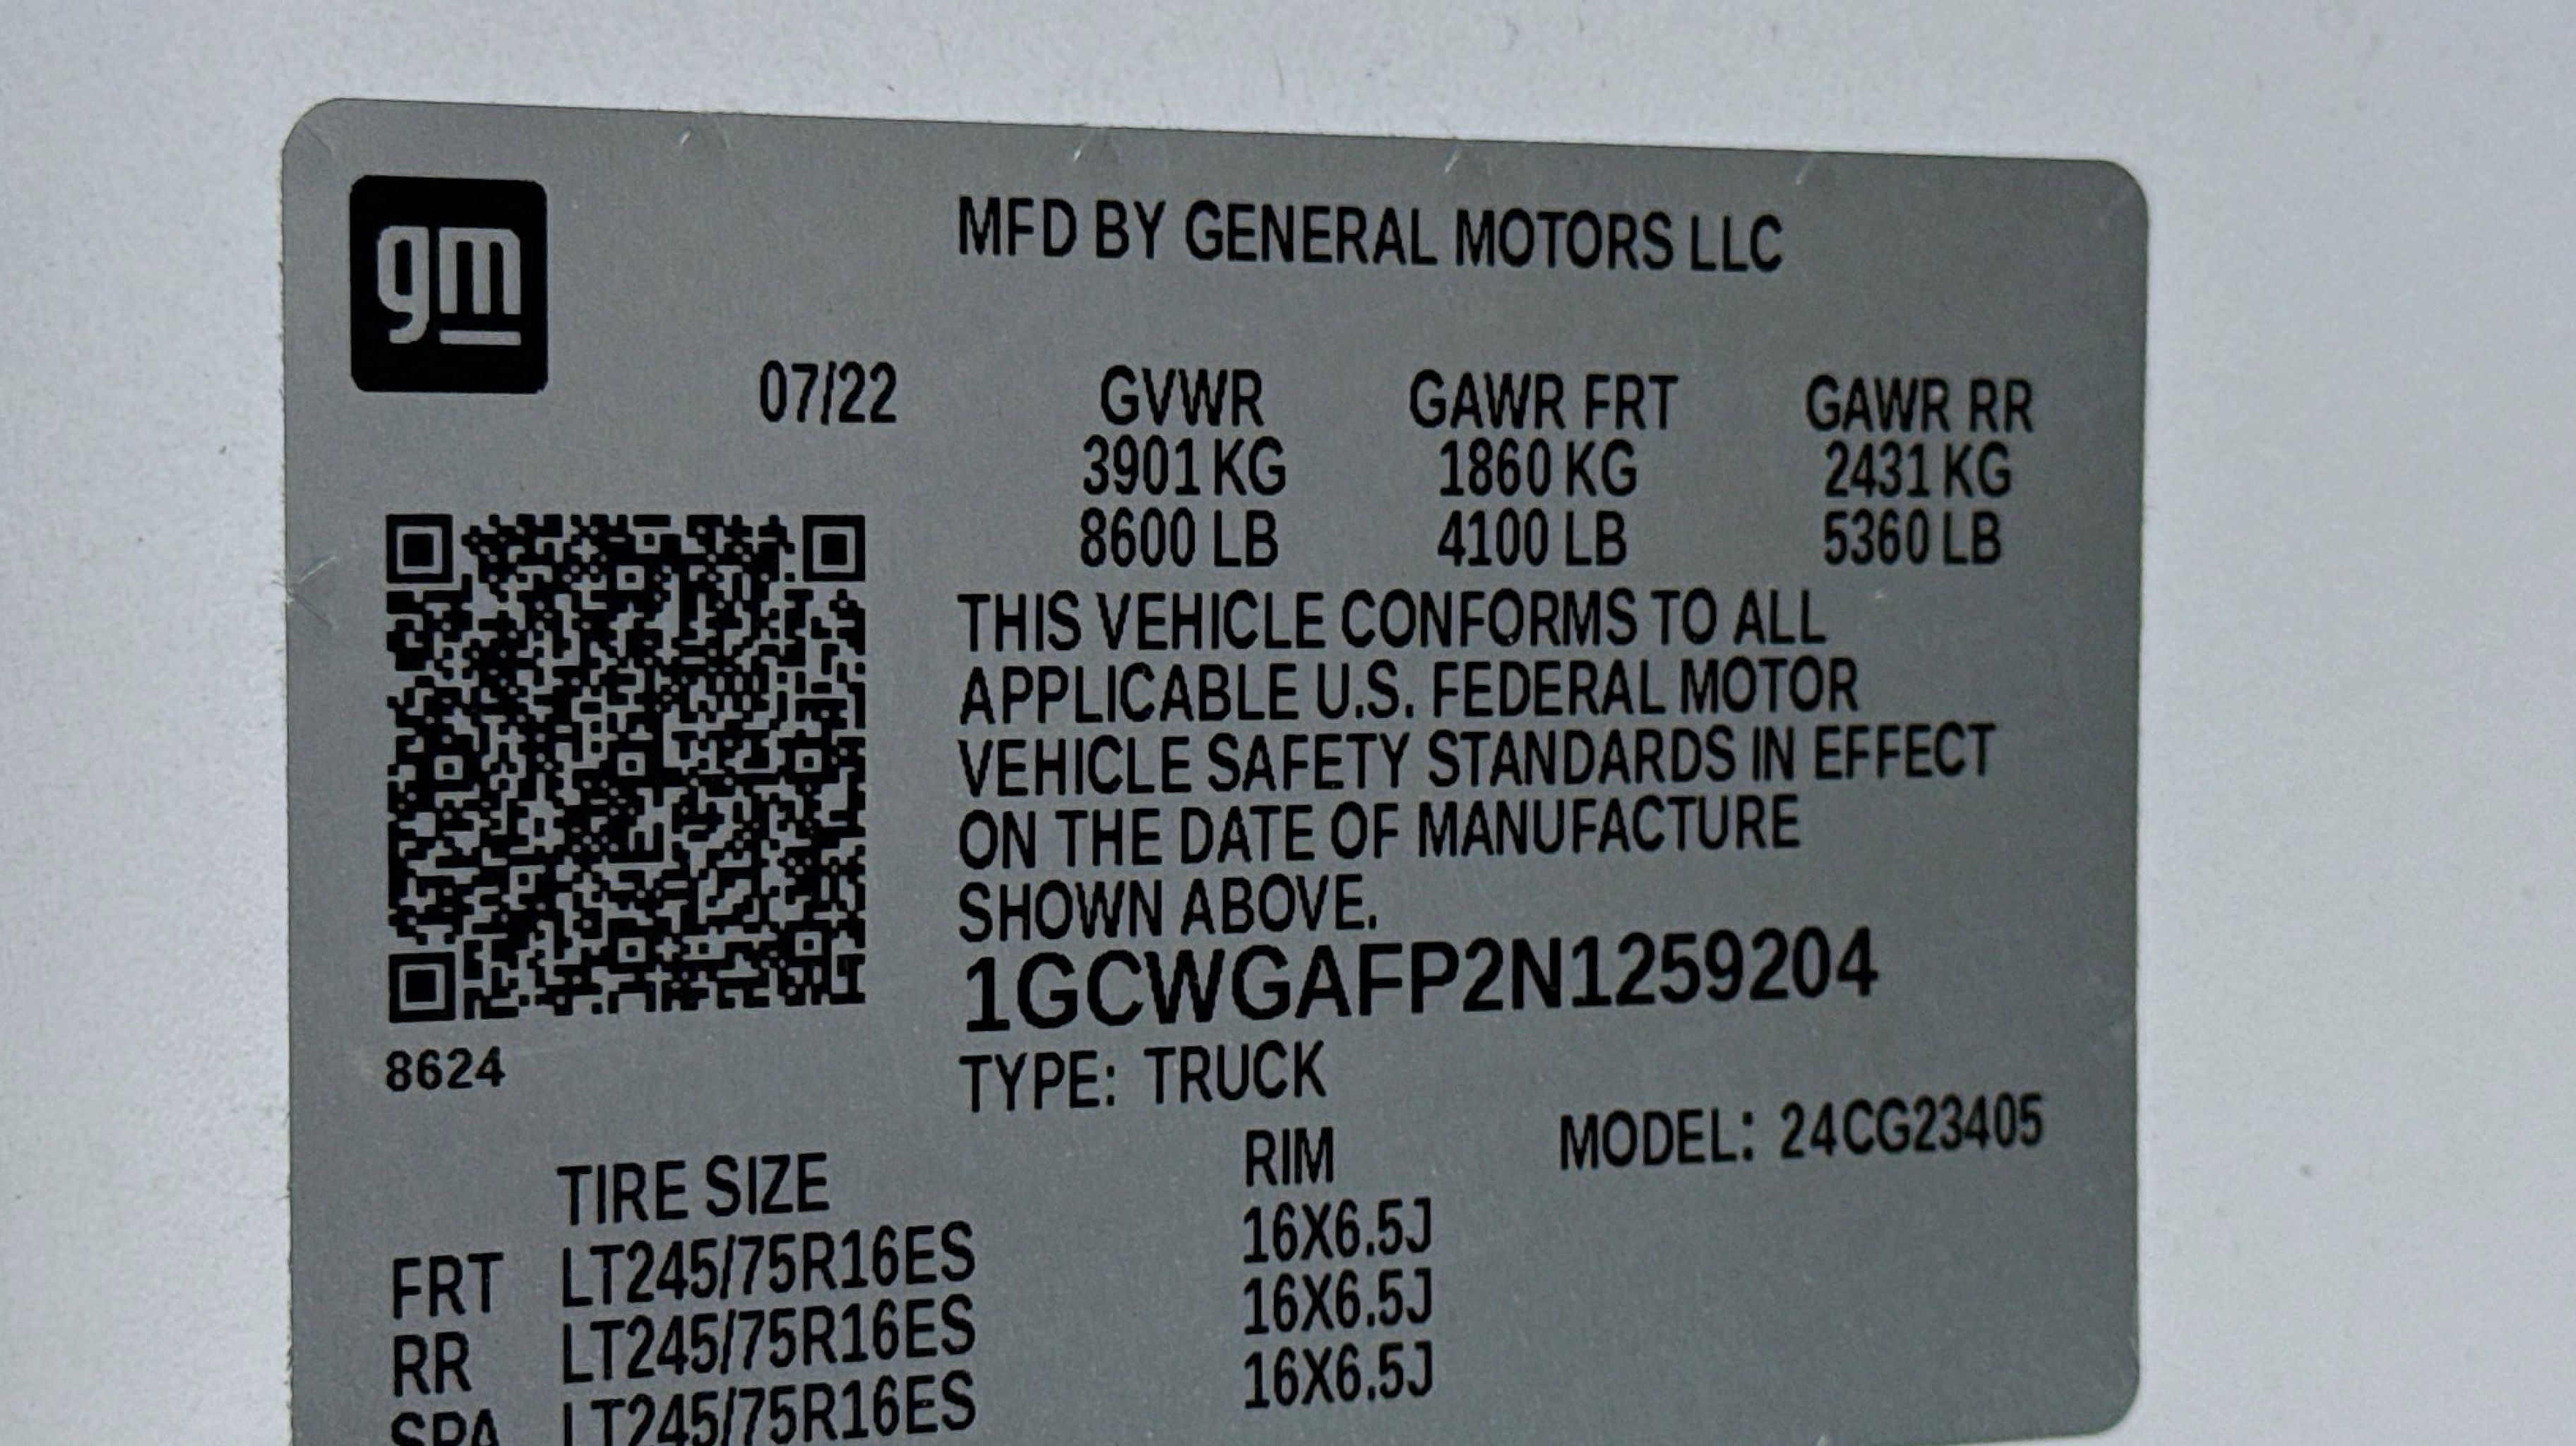 gm
MFD BY GENERAL MOTORS LLC
07/22 GVWR GAWR FRT GAWR RR
3901 KG 1860 KG 2431 KG
8600 LB 4100 LB 5360 LB
THIS VEHICLE CONFORMS TO ALL
APPLICABLE U.S. FEDERAL MOTOR
VEHICLE SAFETY STANDARDS IN EFFECT
ON THE DATE OF MANUFACTURE
SHOWN ABOVE.
1GCWGAFP2N1259204
8624
TYPE: TRUCK
MODEL: 24CG23405
TIRE SIZE RIM
FRT LT245/75R16ES 16X6.5J
RR LT245/75R16ES 16X6.5J
SPA LT245/75R16ES 16X6.5J